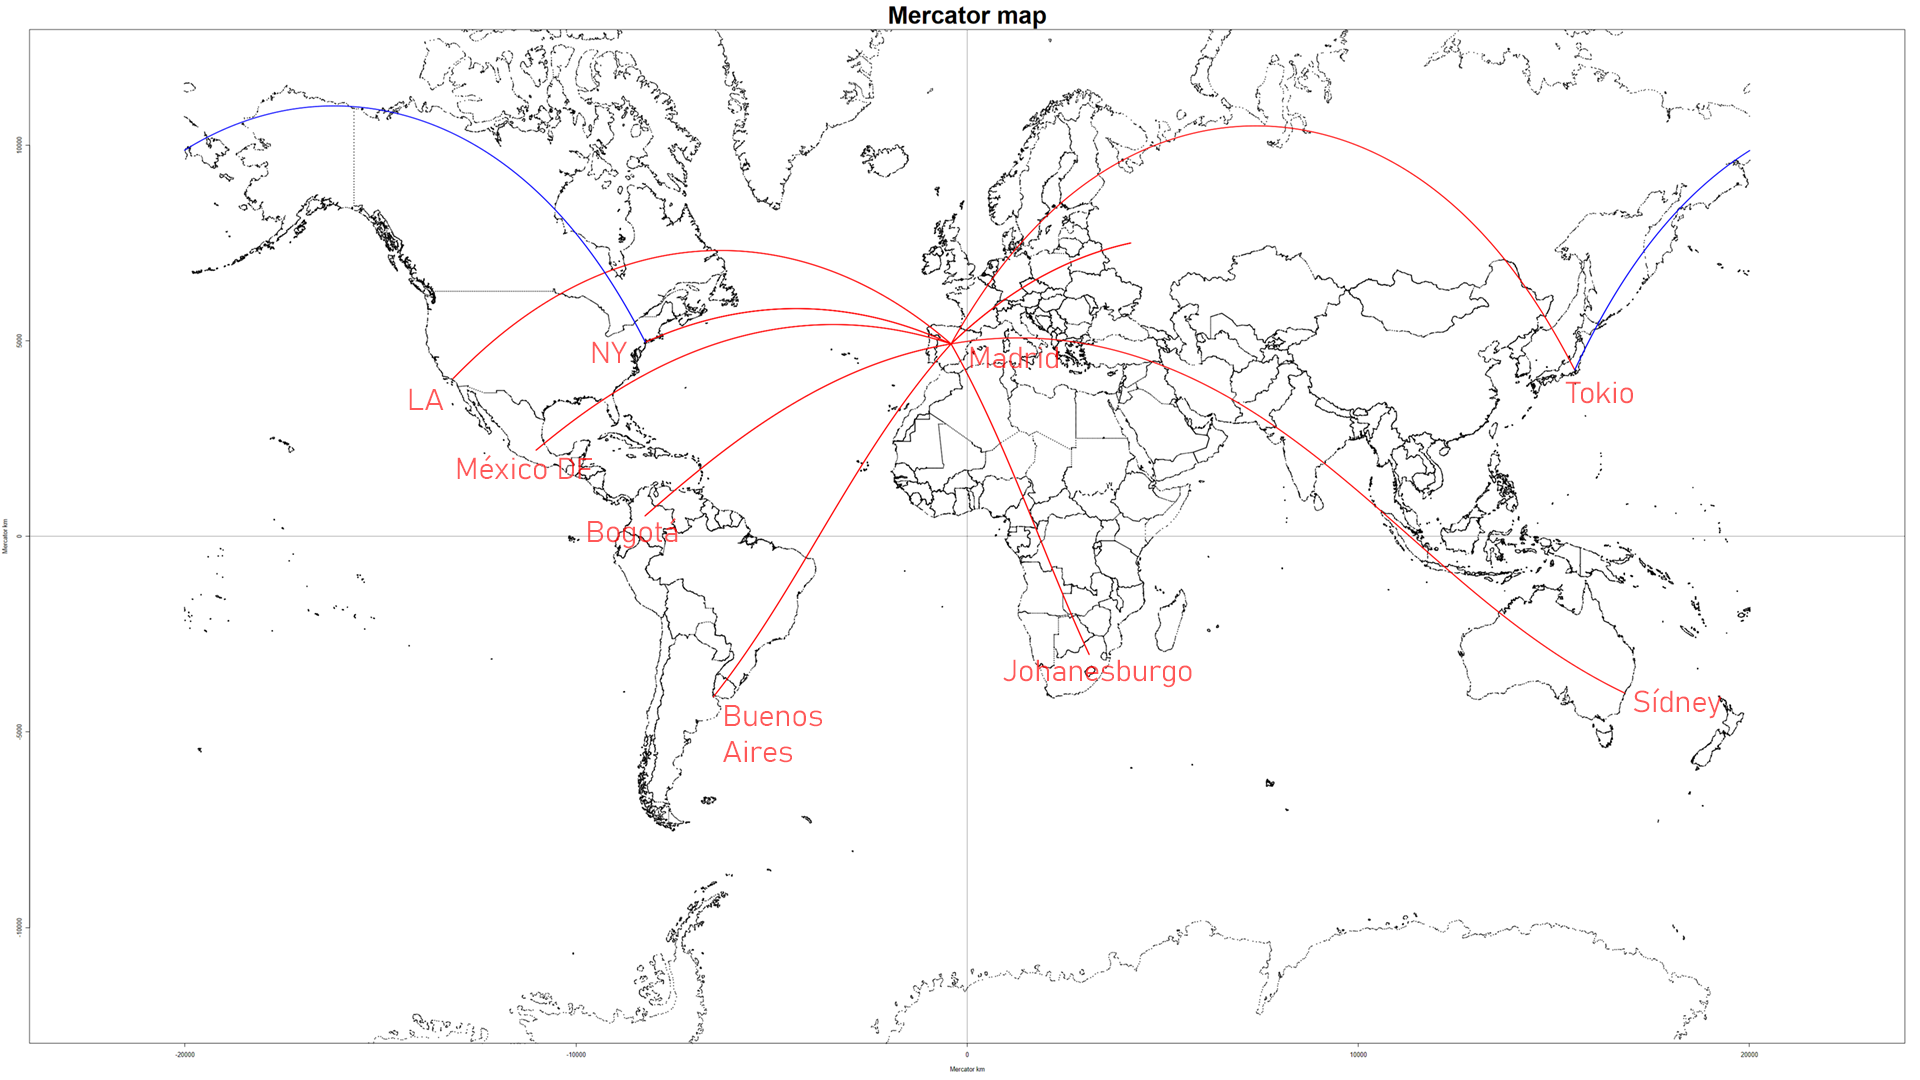 Mercator map
10000
5000
0
-5000
-10000
Mercator km
NY
LA
Madrid
Tokio
México DF
Bogotá
Johanesburgo
Sídney
Buenos
Aires
-20000
-10000
0
10000
20000
Mercator km